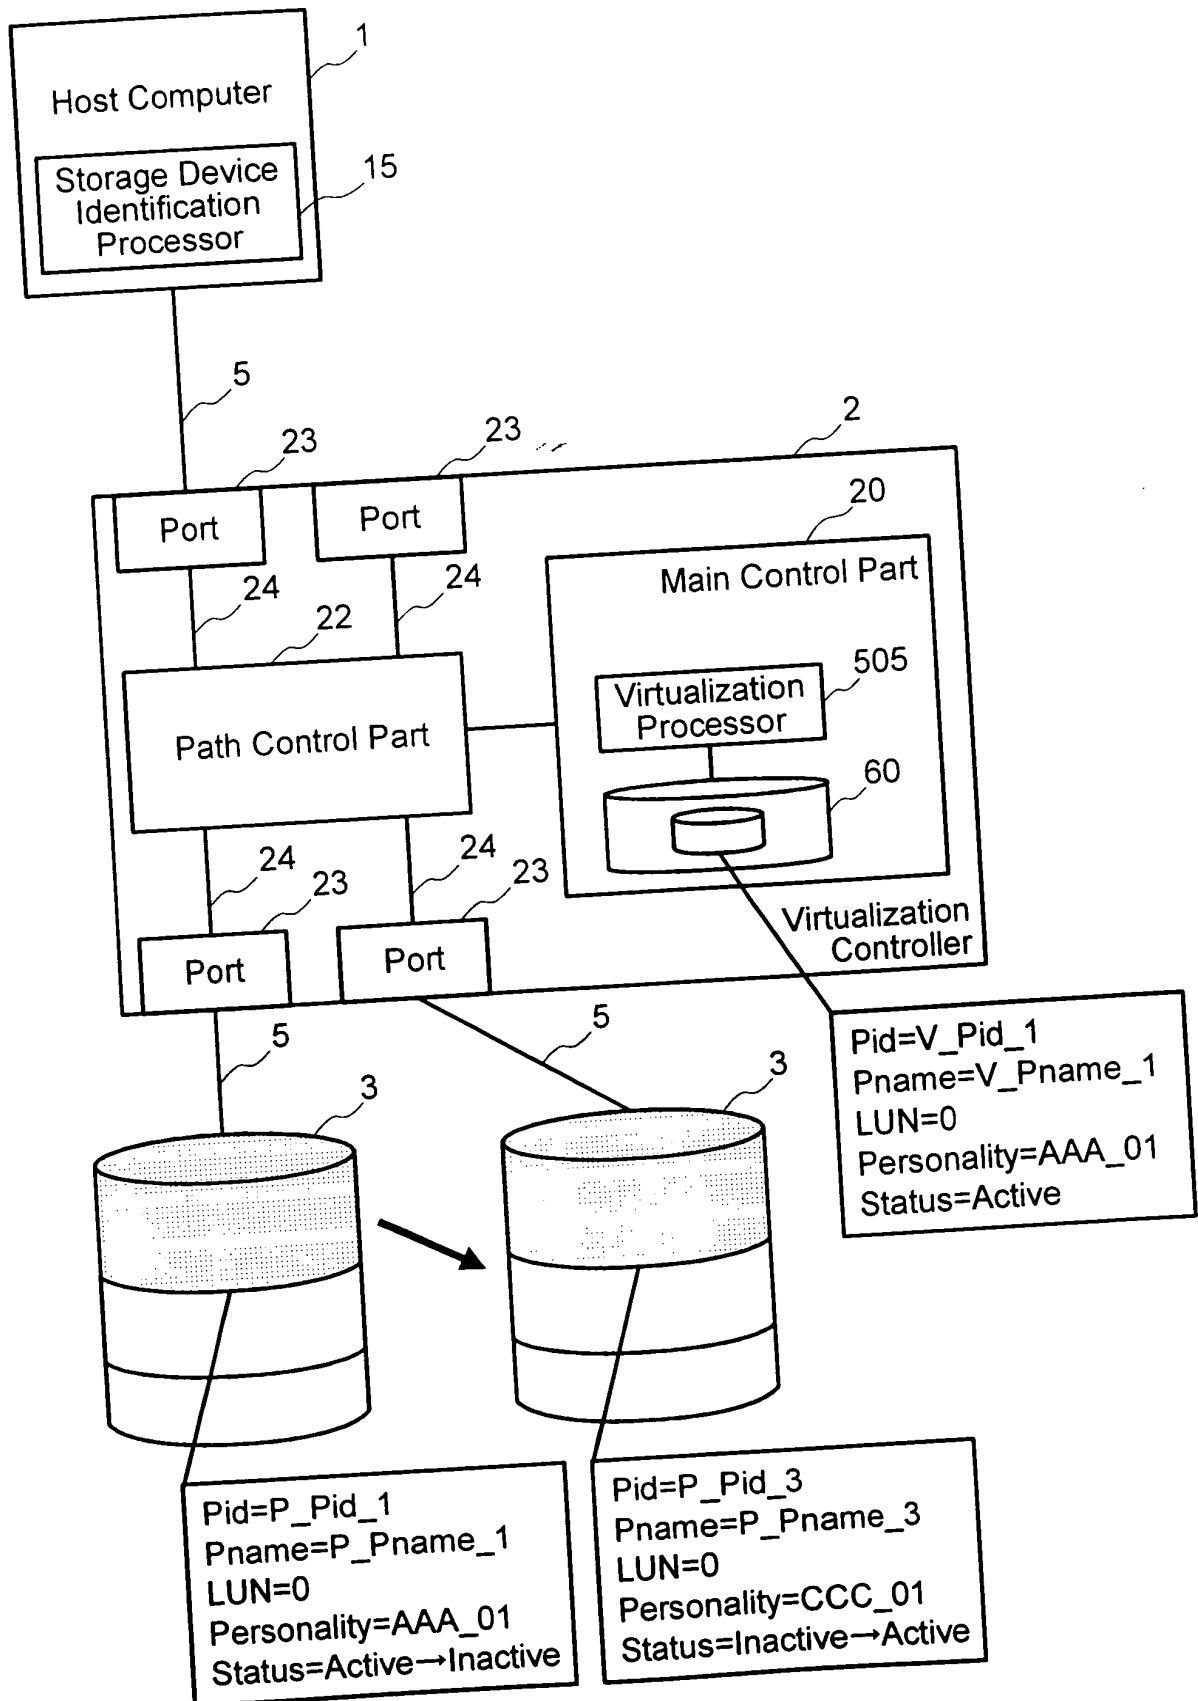 1
Host Computer
Storage Device
Identification
Processor
15
5
23
23
2
Port
Port
20
Main Control Part
24
24
22
Virtualization
Processor
505
Path Control Part
60
24
24
23
23
Virtualization
Controller
Port
Port
5
5
3
3
Pid=V_Pid_1
Pname=V_Pname_1
LUN=0
Personality=AAA_01
Status=Active
Pid=P_Pid_1
Pname=P_Pname_1
LUN=0
Personality=AAA_01
Status=Active→Inactive
Pid=P_Pid_3
Pname=P_Pname_3
LUN=0
Personality=CCC_01
Status=Inactive→Active